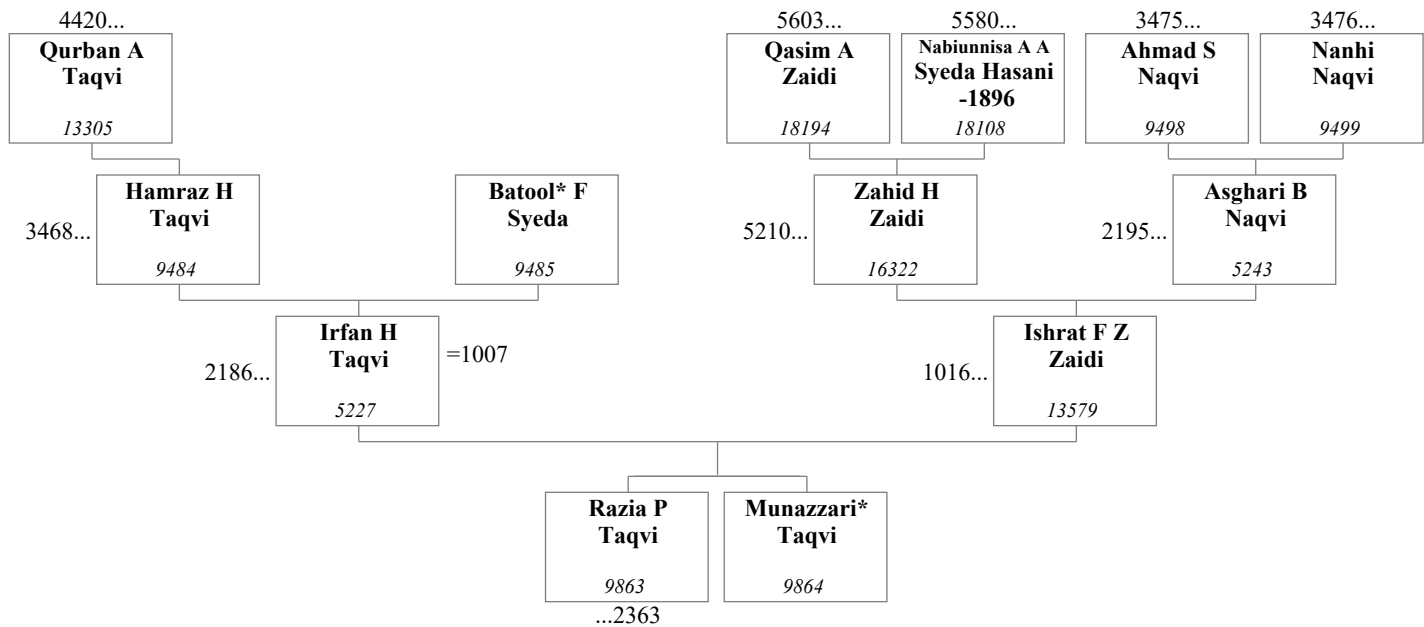 4420...
5603...
5580...
3475...
3476...
Qurban A
Taqvi
13305
Qasim A
Zaidi
18194
Nabiunnisa A A
Syeda Hasani
-1896
18108
Ahmad S
Naqvi
9498
Nanhi
Naqvi
9499
3468...
Hamraz H
Taqvi
9484
Batool* F
Syeda
9485
5210...
Zahid H
Zaidi
16322
2195...
Asghari B
Naqvi
5243
2186...
Irfan H
Taqvi
5227
=1007
1016...
Ishrat F Z
Zaidi
13579
Razia P
Taqvi
9863
...2363
Munazzari*
Taqvi
9864